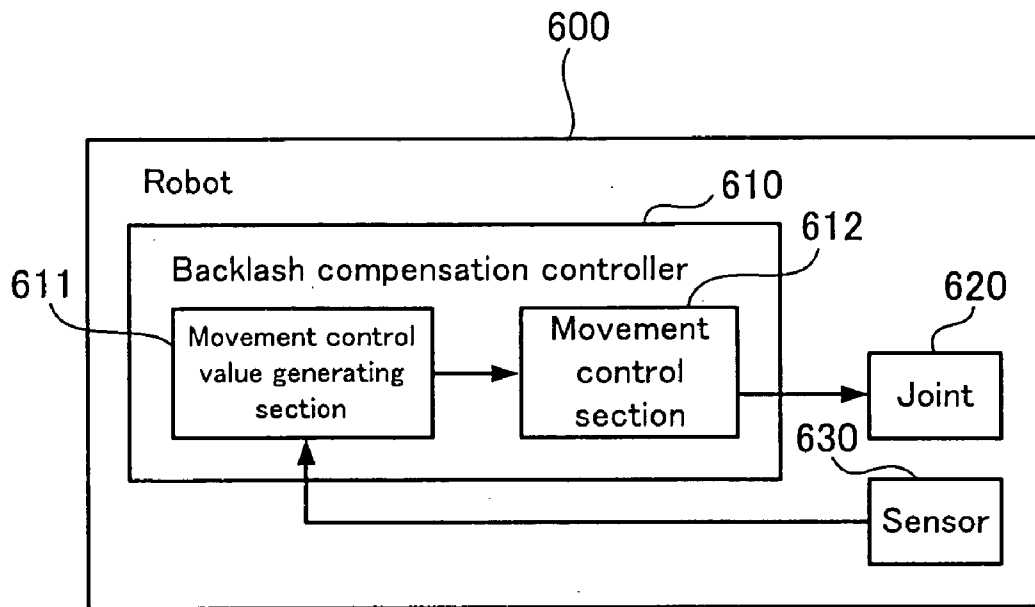 600
Robot
610
612
Backlash compensation controller
611
620
Movement control
value generating
section
Movement
control
section
Joint
630
Sensor